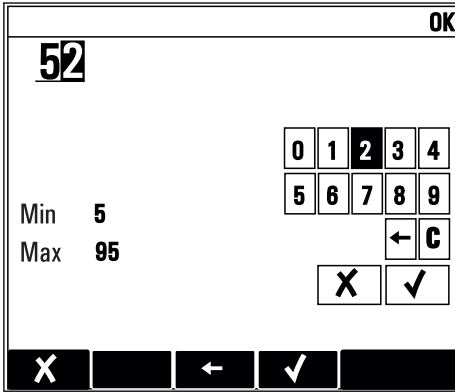 OK
52
0 1 2 3 4
5 6 7 8 9
Min 5
← C
Max 95
✗ ✓
✗ ← ✓